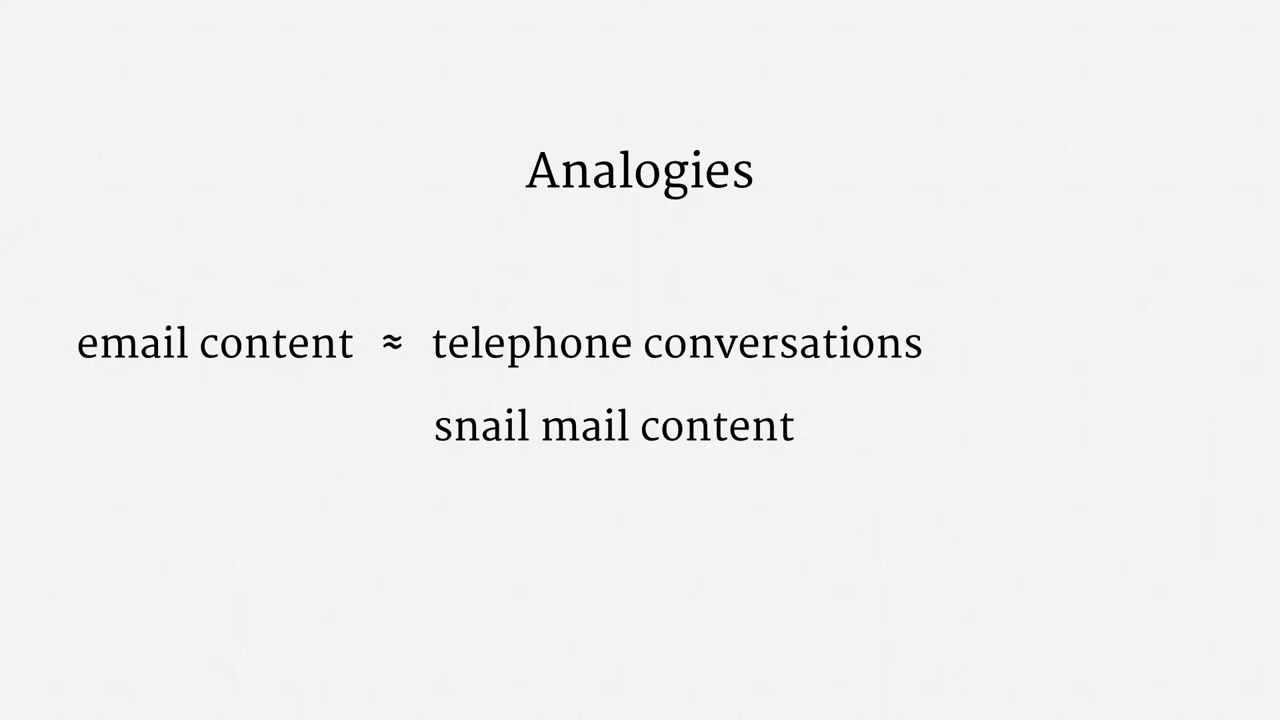 Analogies
email content ≈ telephone conversations
snail mail content